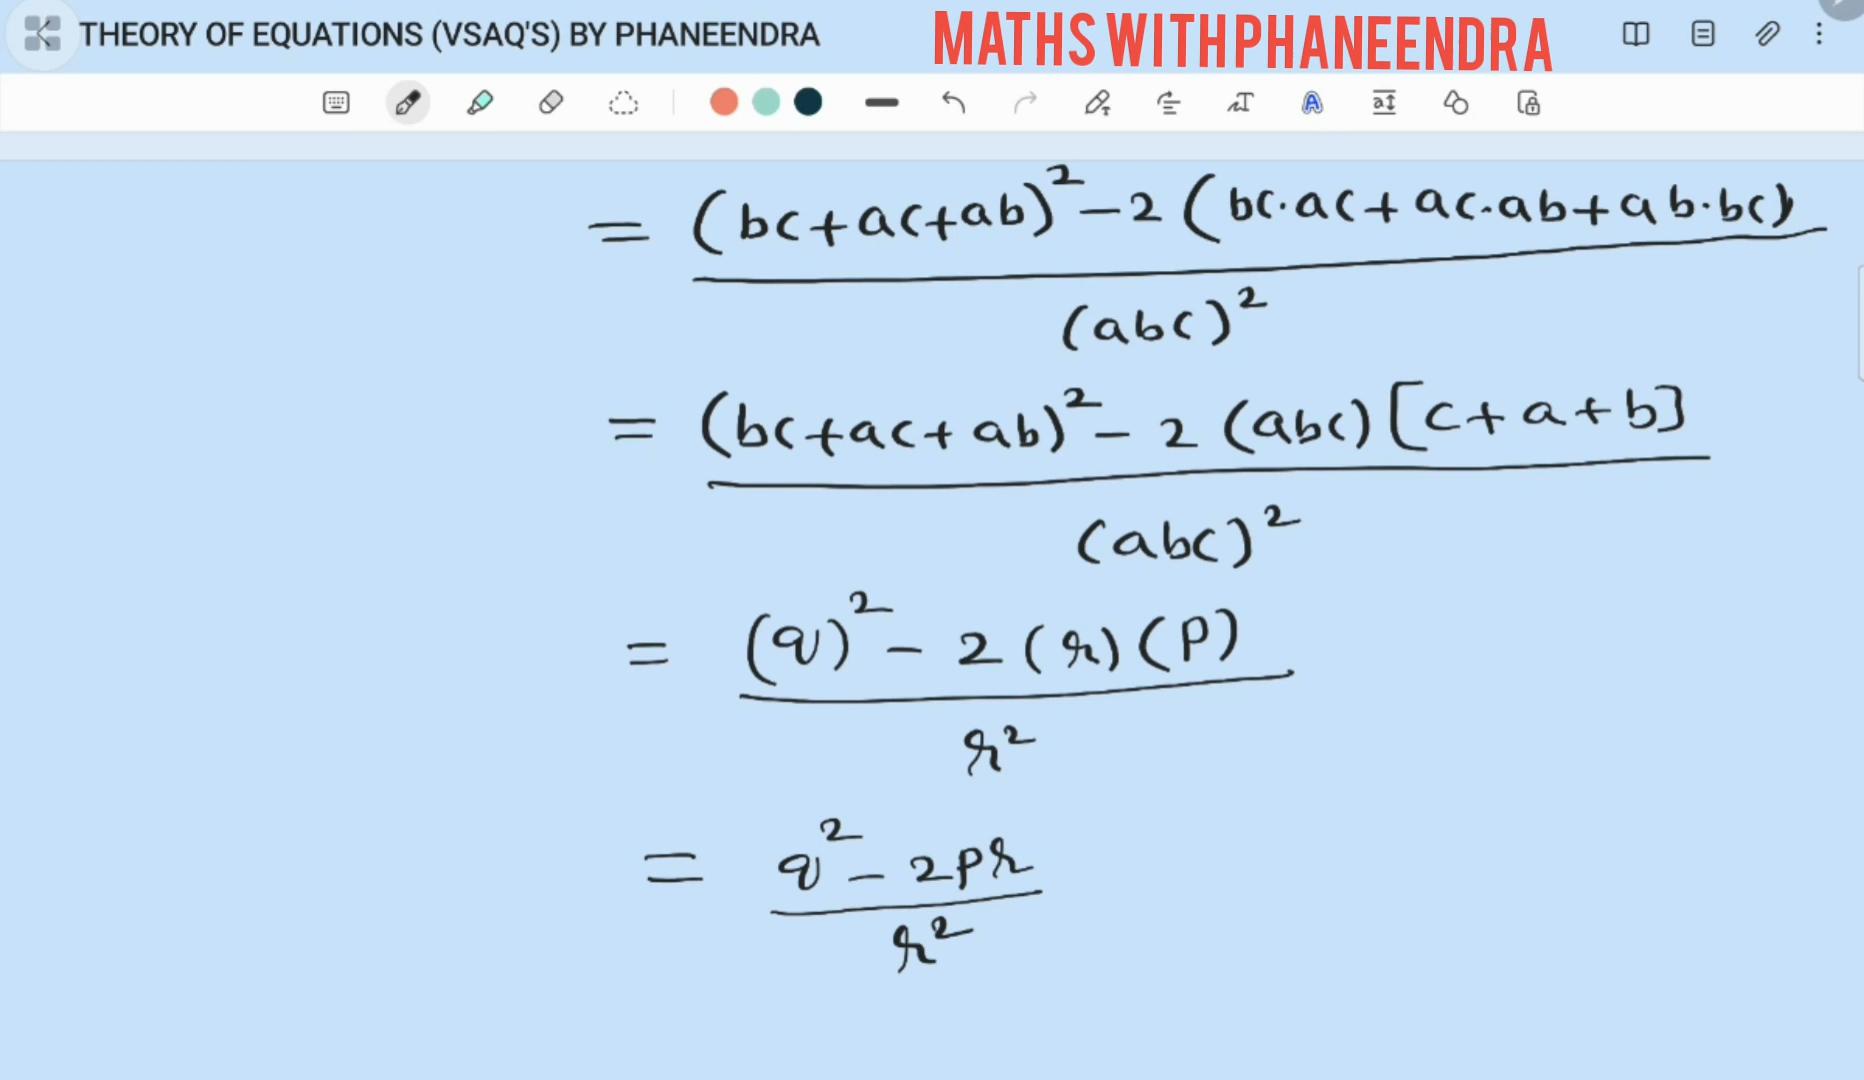 THEORY OF EQUATIONS (VSAQ'S) BY PHANEENDRA
MATHS WITH PHANEENDRA
= (bc+ac+ab)² - 2 (bc·ac + ac·ab + ab·bc)
(abc)²
= (bc+ac+ab)² - 2 (abc) [c+a+b]
(abc)²
= (q)² - 2 (r) (p)
r²
= q² - 2pr
r²